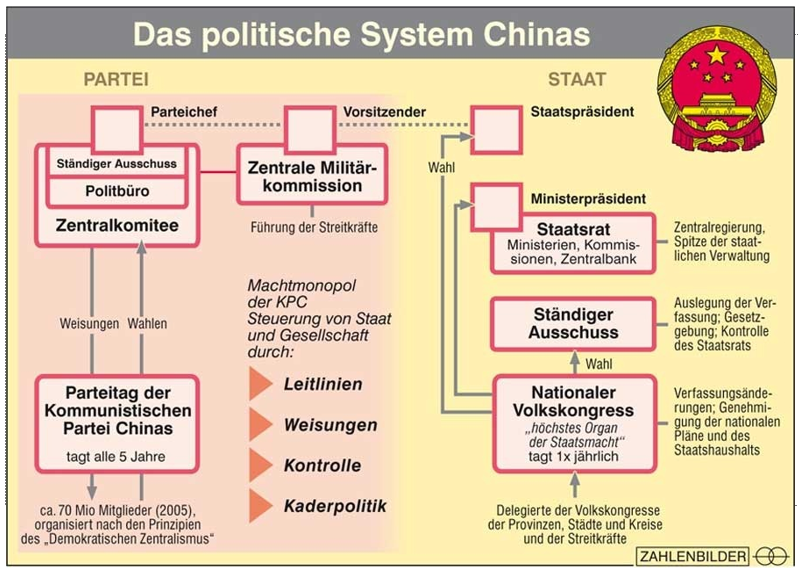 Das politische System Chinas
PARTEI
STAAT
Parteichef
Vorsitzender
Staatspräsident
Ständiger Ausschuss
Politbüro
Zentralkomitee
Zentrale Militär-
kommission
Führung der Streitkräfte
Wahl
Ministerpräsident
Staatsrat
Ministerien, Kommis-
sionen, Zentralbank
Zentralregierung,
Spitze der staat-
lichen Verwaltung
Weisungen
Wahlen
Machtmonopol
der KPC
Steuerung von Staat
und Gesellschaft
durch:
Leitlinien
Weisungen
Kontrolle
Kaderpolitik
Ständiger
Ausschuss
Auslegung der Ver-
fassung; Gesetz-
gebung; Kontrolle
des Staatsrats
Wahl
Parteitag der
Kommunistischen
Partei Chinas
tagt alle 5 Jahre
Nationaler
Volkskongress
„höchstes Organ
der Staatsmacht“
tagt 1x jährlich
Verfassungsände-
rungen; Genehmi-
gung der nationalen
Pläne und des
Staatshaushalts
ca. 70 Mio Mitglieder (2005),
organisiert nach den Prinzipien
des „Demokratischen Zentralismus“
Delegierte der Volkskongresse
der Provinzen, Städte und Kreise
und der Streitkräfte
ZAHLENBILDER